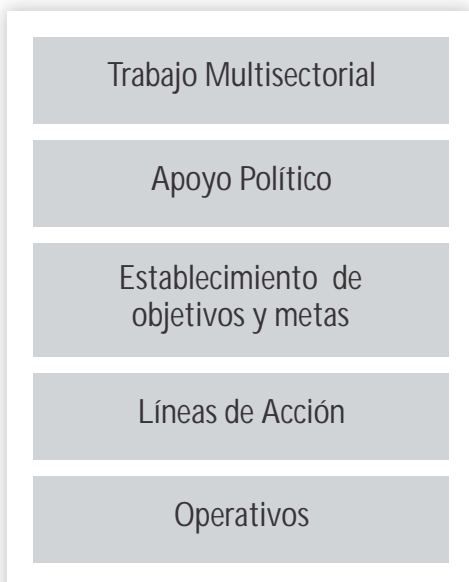 Trabajo Multisectorial
Apoyo Político
Establecimiento de
objetivos y metas
Líneas de Acción
Operativos